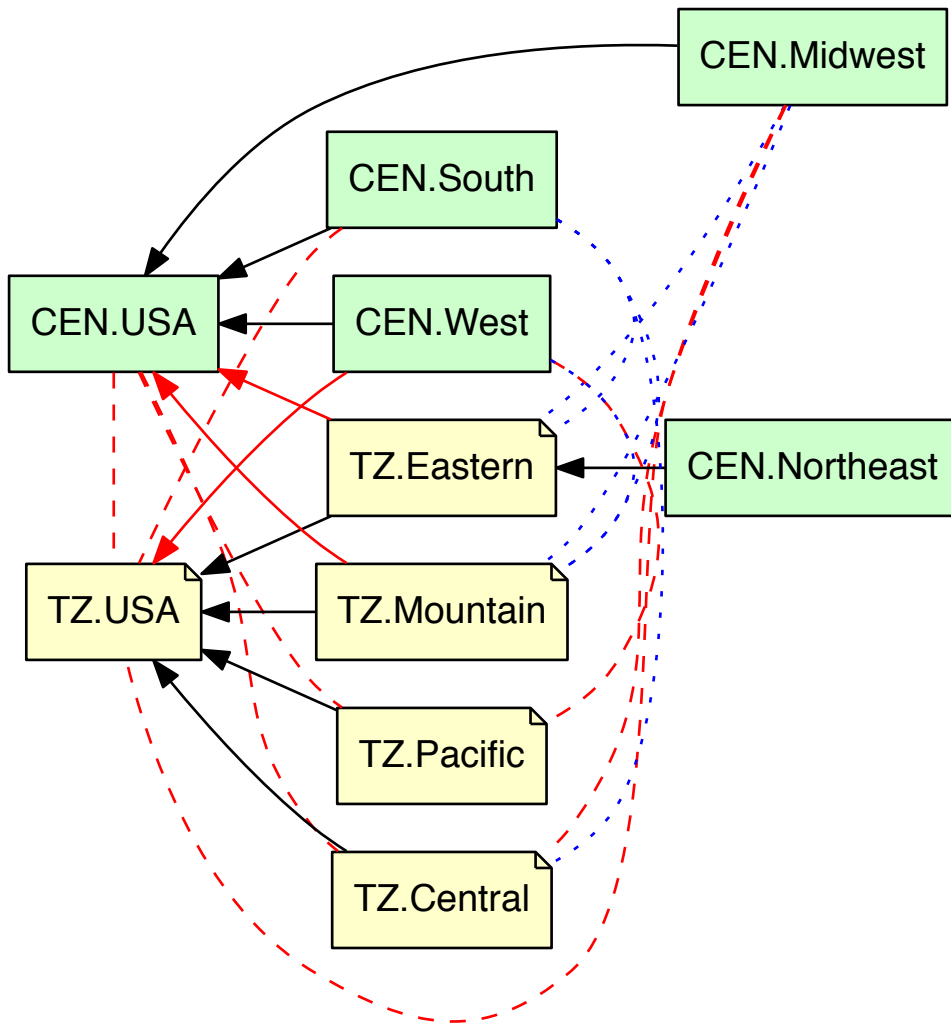 CEN.Midwest
CEN.South
CEN.USA
CEN.West
TZ.Eastern
CEN.Northeast
TZ.USA
TZ.Mountain
TZ.Pacific
TZ.Central